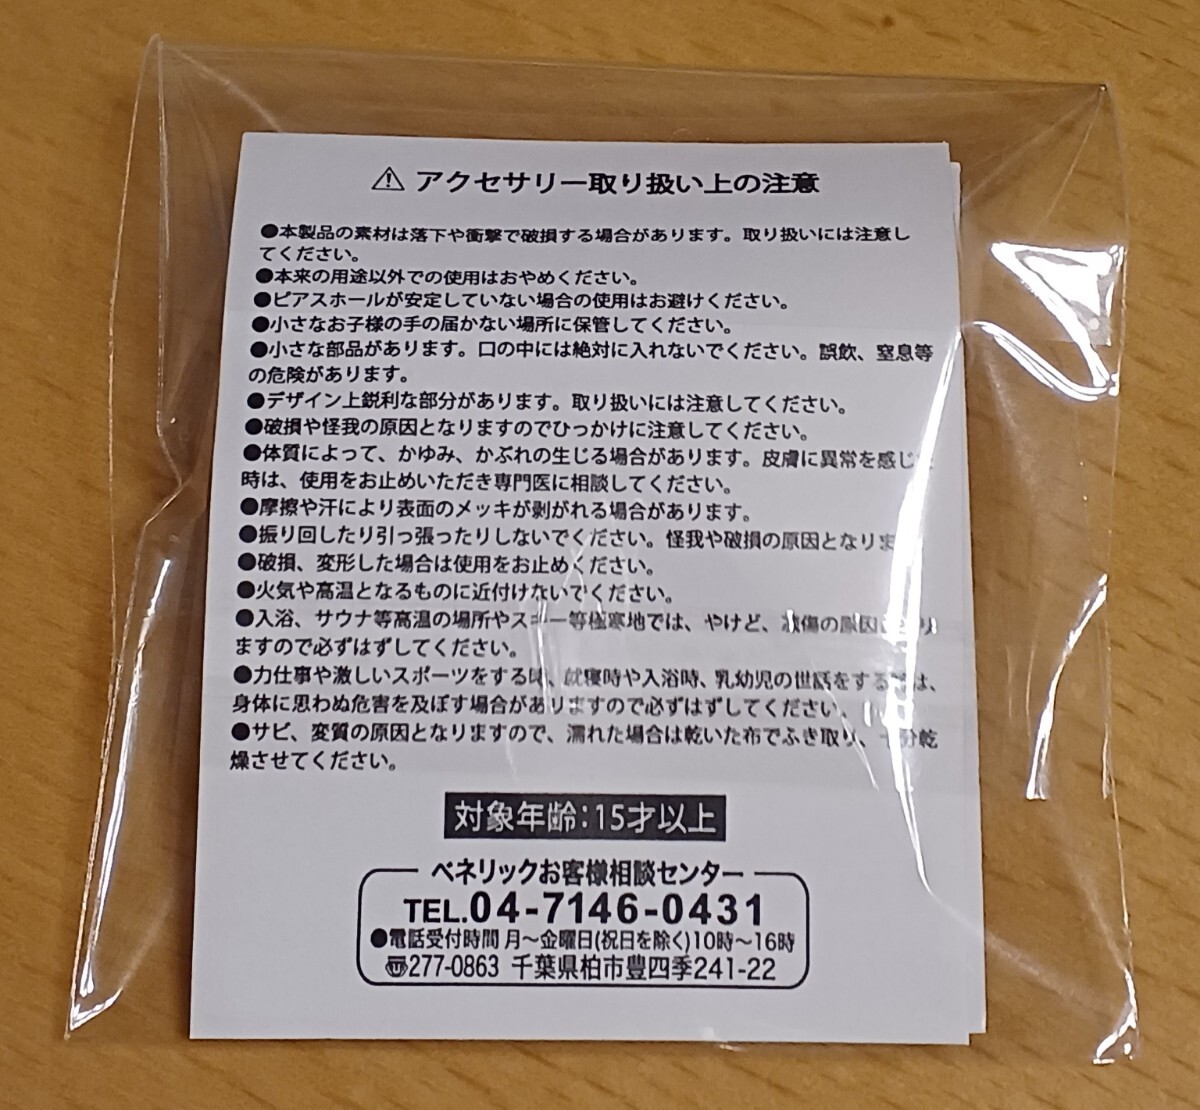 ⚠ アクセサリー取り扱い上の注意
●本製品の素材は落下や衝撃で破損する場合があります。取り扱いには注意し
てください。
●本来の用途以外での使用はおやめください。
●ピアスホールが安定していない場合の使用はお避けください。
●小さなお子様の手の届かない場所に保管してください。
●小さな部品があります。口の中には絶対に入れないでください。誤飲、窒息等
の危険があります。
●デザイン上鋭利な部分があります。取り扱いには注意してください。
●破損や怪我の原因となりますのでひっかけに注意してください。
●体質によって、かゆみ、かぶれの生じる場合があります。皮膚に異常を感じ
時は、使用をお止めいただき専門医に相談してください。
●摩擦や汗により表面のメッキが剥がれる場合があります。
●振り回したり引っ張ったりしないでください。怪我や破損の原因となりま
●破損、変形した場合は使用をお止めください。
●火気や高温となるものに近付けないでください。
●入浴、サウナ等高温の場所やスキー等極寒地では、やけど、凍傷の原因
ますので必ずはずしてください。
●力仕事や激しいスポーツをする時、就寝時や入浴時、乳幼児の世話をする は、
身体に思わぬ危害を及ぼす場合がありますので必ずはずしてください。
●サビ、変質の原因となりますので、濡れた場合は乾いた布でふき取り、十分乾
燥させてください。
対象年齢:15才以上
ベネリックお客様相談センター
TEL.04-7146-0431
●電話受付時間 月～金曜日(祝日を除く)10時～16時
〠277-0863 千葉県柏市豊四季241-22